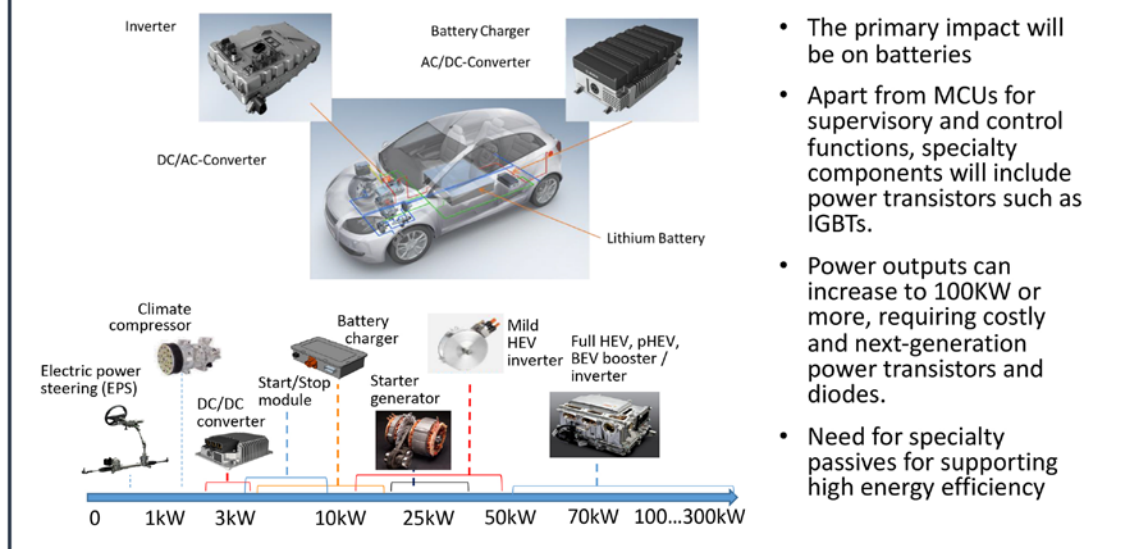 Inverter
Battery Charger
AC/DC-Converter
DC/AC-Converter
Lithium Battery
Climate
compressor
Battery
charger
Mild
HEV
inverter
Full HEV, pHEV,
BEV booster /
inverter
Electric power
steering (EPS)
Start/Stop
module
Starter
generator
DC/DC
converter
0 1kW 3kW 10kW 25kW 50kW 70kW 100...300kW
• The primary impact will
be on batteries
• Apart from MCUs for
supervisory and control
functions, specialty
components will include
power transistors such as
IGBTs.
• Power outputs can
increase to 100KW or
more, requiring costly
and next-generation
power transistors and
diodes.
• Need for specialty
passives for supporting
high energy efficiency